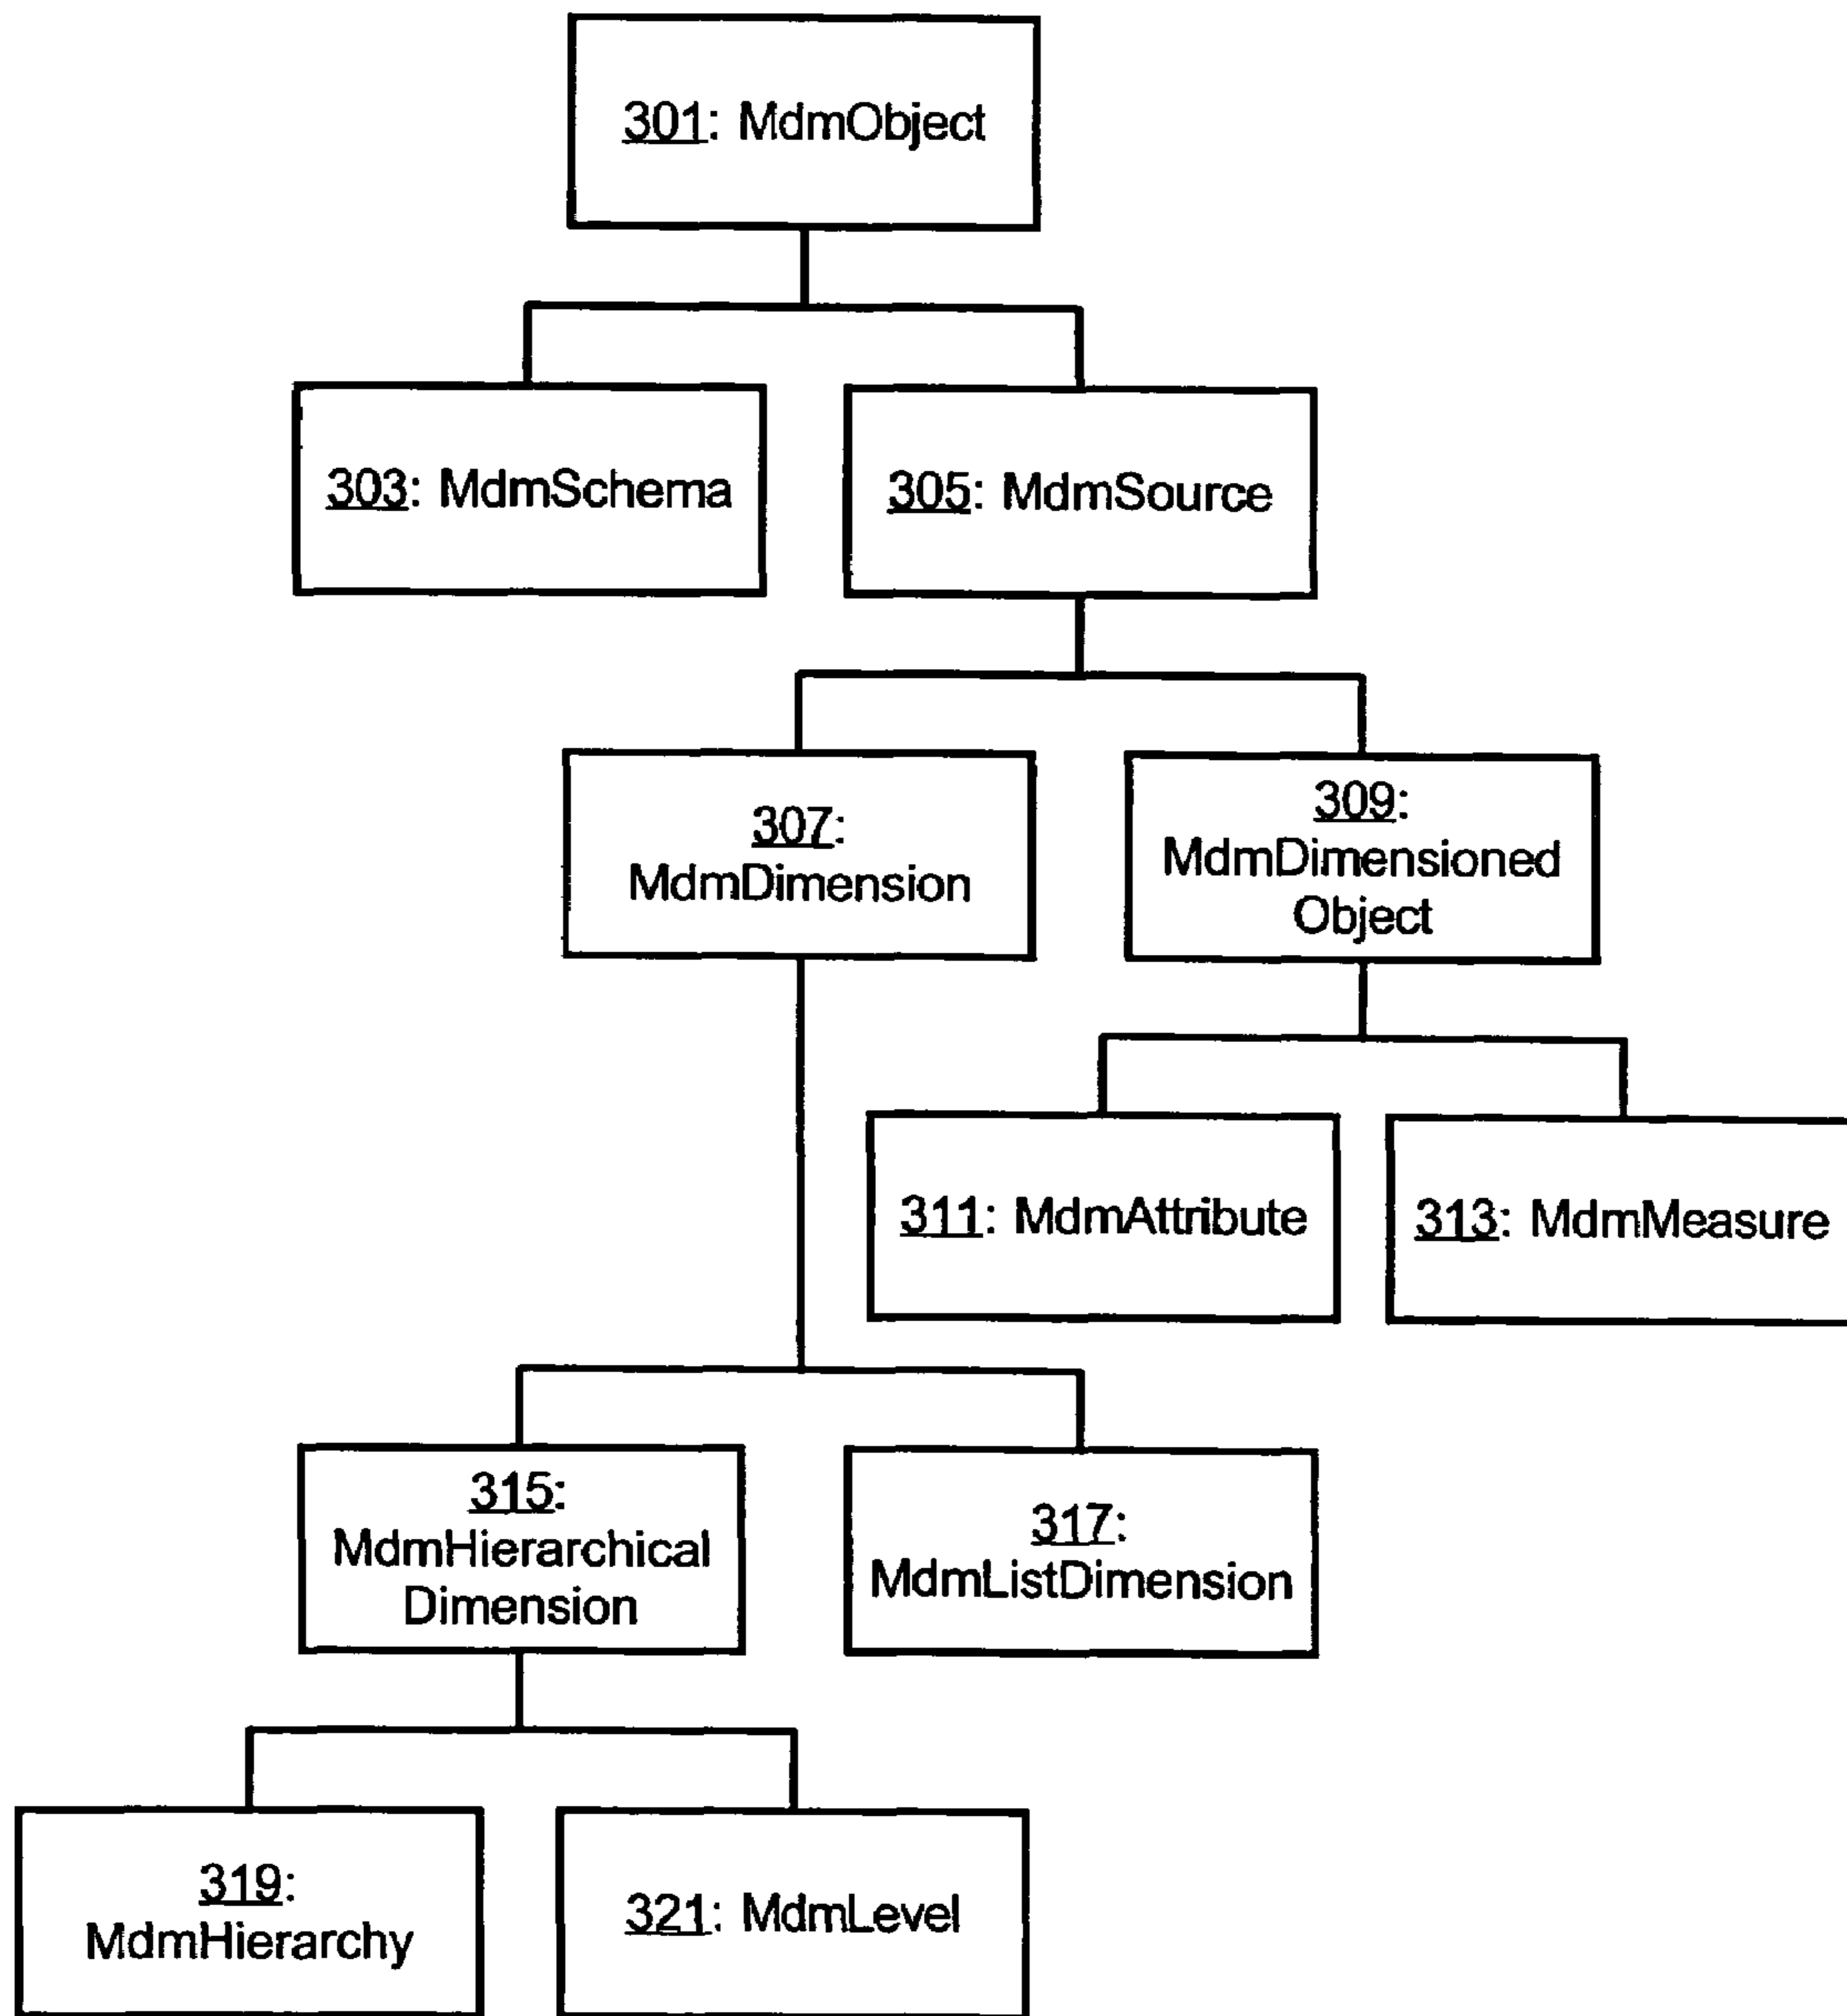 301: MdmObject
303: MdmSchema
305: MdmSource
307:
MdmDimension
309:
MdmDimensioned
Object
311: MdmAttribute
313: MdmMeasure
315:
MdmHierarchical
Dimension
317:
MdmListDimension
319:
MdmHierarchy
321: MdmLevel